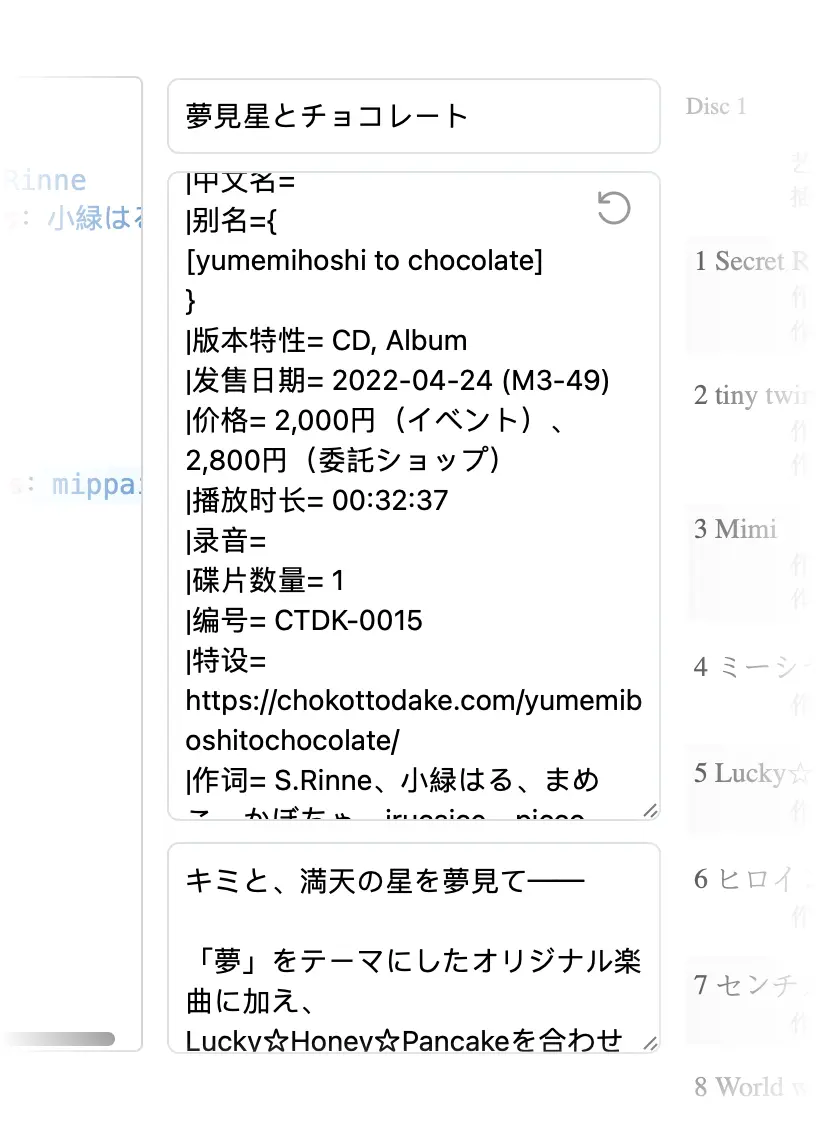 Rinne
: 小緑はる
: mippai
夢見星とチョコレート
|中文名=
|别名={
[yumemihoshi to chocolate]
}
|版本特性= CD, Album
|发售日期= 2022-04-24 (M3-49)
|价格= 2,000円（イベント）、
2,800円（委託ショップ）
|播放时长= 00:32:37
|录音=
|碟片数量= 1
|编号= CTDK-0015
|特设=
https://chokottodake.com/yumemib
oshitochocolate/
|作词= S.Rinne、小緑はる、まめ
キミと、満天の星を夢見て——
「夢」をテーマにしたオリジナル楽
曲に加え、
Lucky☆Honey☆Pancakeを合わせ
Disc 1
1 Secret R
2 tiny twin
3 Mimi
4 ミーシ
5 Lucky☆
6 ヒロイ
7 センチ
8 World w